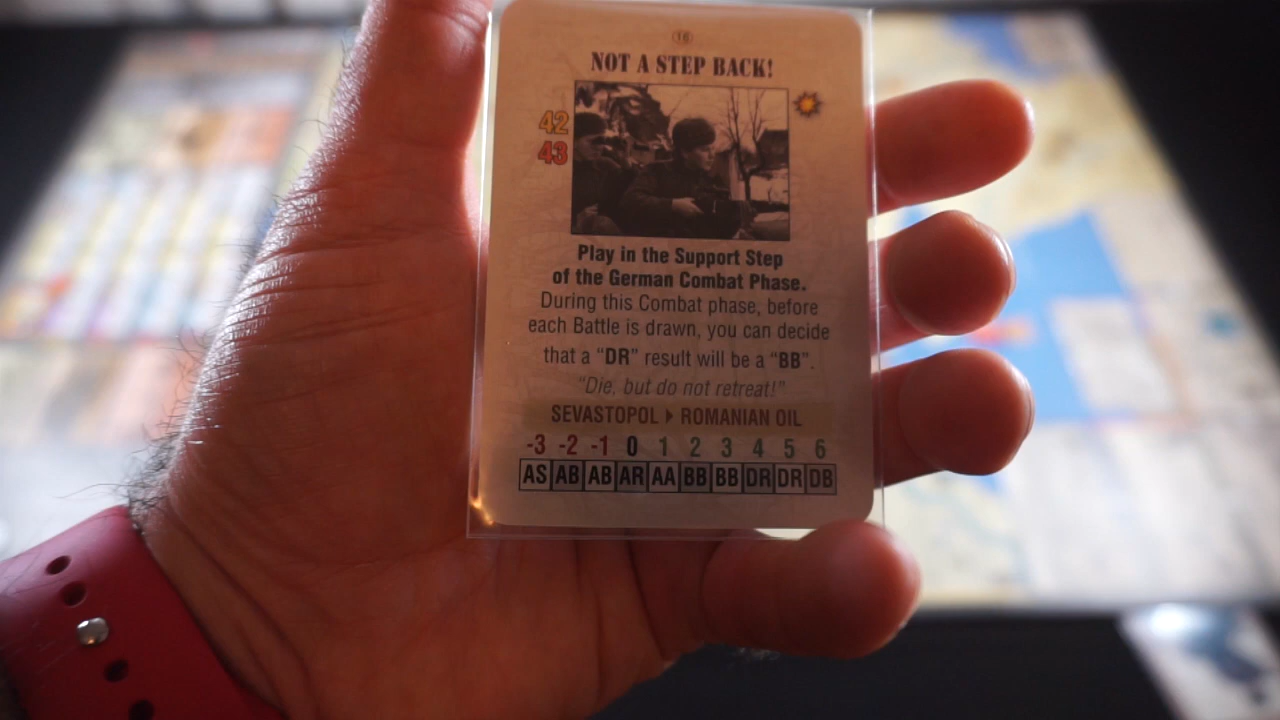 16
NOT A STEP BACK!
42
43
Play in the Support Step
of the German Combat Phase.
During this Combat phase, before
each Battle is drawn, you can decide
that a “DR” result will be a “BB”.
“Die, but do not retreat!”
SEVASTOPOL ▸ ROMANIAN OIL
-3 -2 -1 0 1 2 3 4 5 6
AS AB AB AR AA BB BB DR DR DB